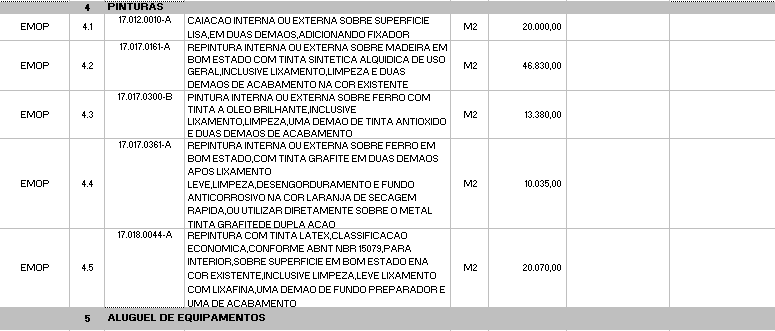 4 PINTURAS
EMOP 4.1 17.012.0010-A CAIACAO INTERNA OU EXTERNA SOBRE SUPERFICIE M2 20.000,00
LISA,EM DUAS DEMAOS,ADICIONANDO FIXADOR
EMOP 4.2 17.017.0161-A REPINTURA INTERNA OU EXTERNA SOBRE MADEIRA EM M2 46.830,00
BOM ESTADO COM TINTA SINTETICA ALQUIDICA DE USO
GERAL,INCLUSIVE LIXAMENTO,LIMPEZA E DUAS
DEMAOS DE ACABAMENTO NA COR EXISTENTE
EMOP 4.3 17.017.0300-B PINTURA INTERNA OU EXTERNA SOBRE FERRO COM M2 13.380,00
TINTA A OLEO BRILHANTE,INCLUSIVE
LIXAMENTO,LIMPEZA,UMA DEMAO DE TINTA ANTIOXIDO
E DUAS DEMAOS DE ACABAMENTO
EMOP 4.4 17.017.0361-A REPINTURA INTERNA OU EXTERNA SOBRE FERRO EM M2 10.035,00
BOM ESTADO,COM TINTA GRAFITE EM DUAS DEMAOS
APOS LIXAMENTO
LEVE,LIMPEZA,DESENGORDURAMENTO E FUNDO
ANTICORROSIVO NA COR LARANJA DE SECAGEM
RAPIDA,OU UTILIZAR DIRETAMENTE SOBRE O METAL
TINTA GRAFITEDE DUPLA ACAO
EMOP 4.5 17.018.0044-A REPINTURA COM TINTA LATEX,CLASSIFICACAO M2 20.070,00
ECONOMICA,CONFORME ABNT NBR 15079,PARA
INTERIOR,SOBRE SUPERFICIE EM BOM ESTADO ENA
COR EXISTENTE,INCLUSIVE LIMPEZA,LEVE LIXAMENTO
COM LIXAFINA,UMA DEMAO DE FUNDO PREPARADOR E
UMA DE ACABAMENTO
5 ALUGUEL DE EQUIPAMENTOS